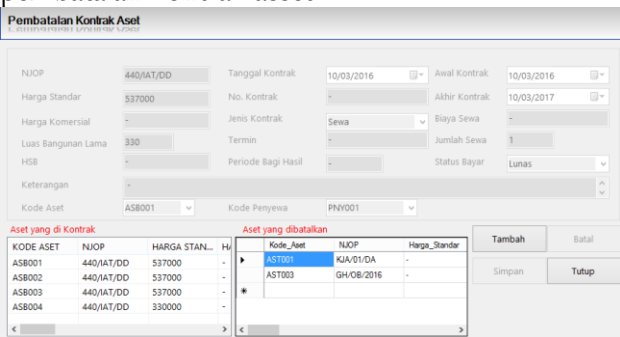 Pembatalan Kontrak Aset
NJOP 440/IAT/DD Tanggal Kontrak 10/03/2016 Awal Kontrak 10/03/2016
Harga Standar 537000 No. Kontrak - Akhir Kontrak 10/03/2017
Harga Komersial - Jenis Kontrak Sewa Biaya Sewa -
Luas Bangunan Lama 330 Termin - Jumlah Sewa 1
HSB - Periode Bagi Hasil - Status Bayar Lunas
Keterangan -
Kode Aset ASB001 Kode Penyewa PNY001
Aset yang di Kontrak
KODE ASET NJOP HARGA STAN... H
ASB001 440/IAT/DD 537000 -
ASB002 440/IAT/DD 537000 -
ASB003 440/IAT/DD 537000 -
ASB004 440/IAT/DD 330000 -
Aset yang dibatalkan
Kode_Aset NJOP Harga_Standar
AST001 KJA/01/DA -
AST003 GH/OB/2016 -
Tambah Batal
Simpan Tutup